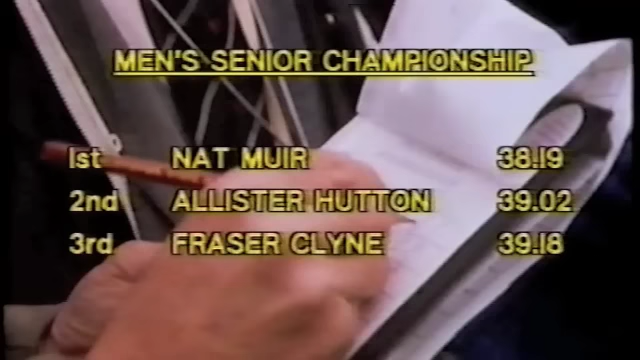 MEN'S SENIOR CHAMPIONSHIP
1st NAT MUIR 38.19
2nd ALLISTER HUTTON 39.02
3rd FRASER CLYNE 39.18